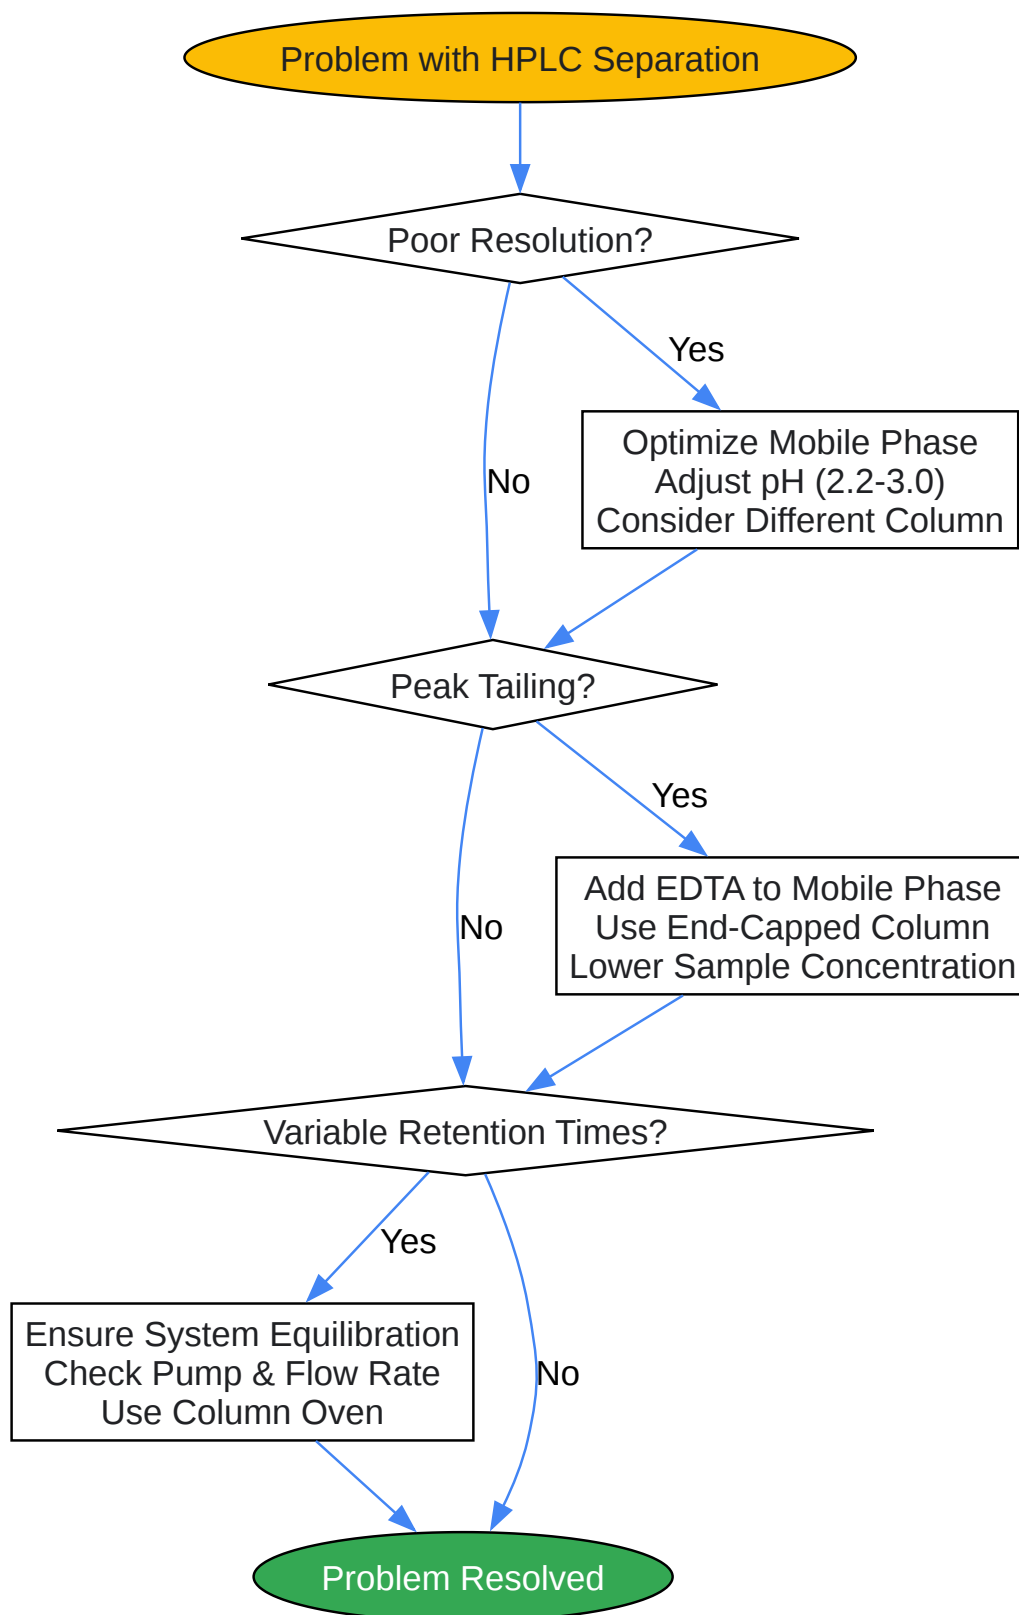 Problem with HPLC Separation
Poor Resolution?
Yes
Optimize Mobile Phase
Adjust pH (2.2-3.0)
Consider Different Column
No
Peak Tailing?
Yes
Add EDTA to Mobile Phase
Use End-Capped Column
Lower Sample Concentration
No
Variable Retention Times?
Yes
Ensure System Equilibration
Check Pump & Flow Rate
Use Column Oven
No
Problem Resolved